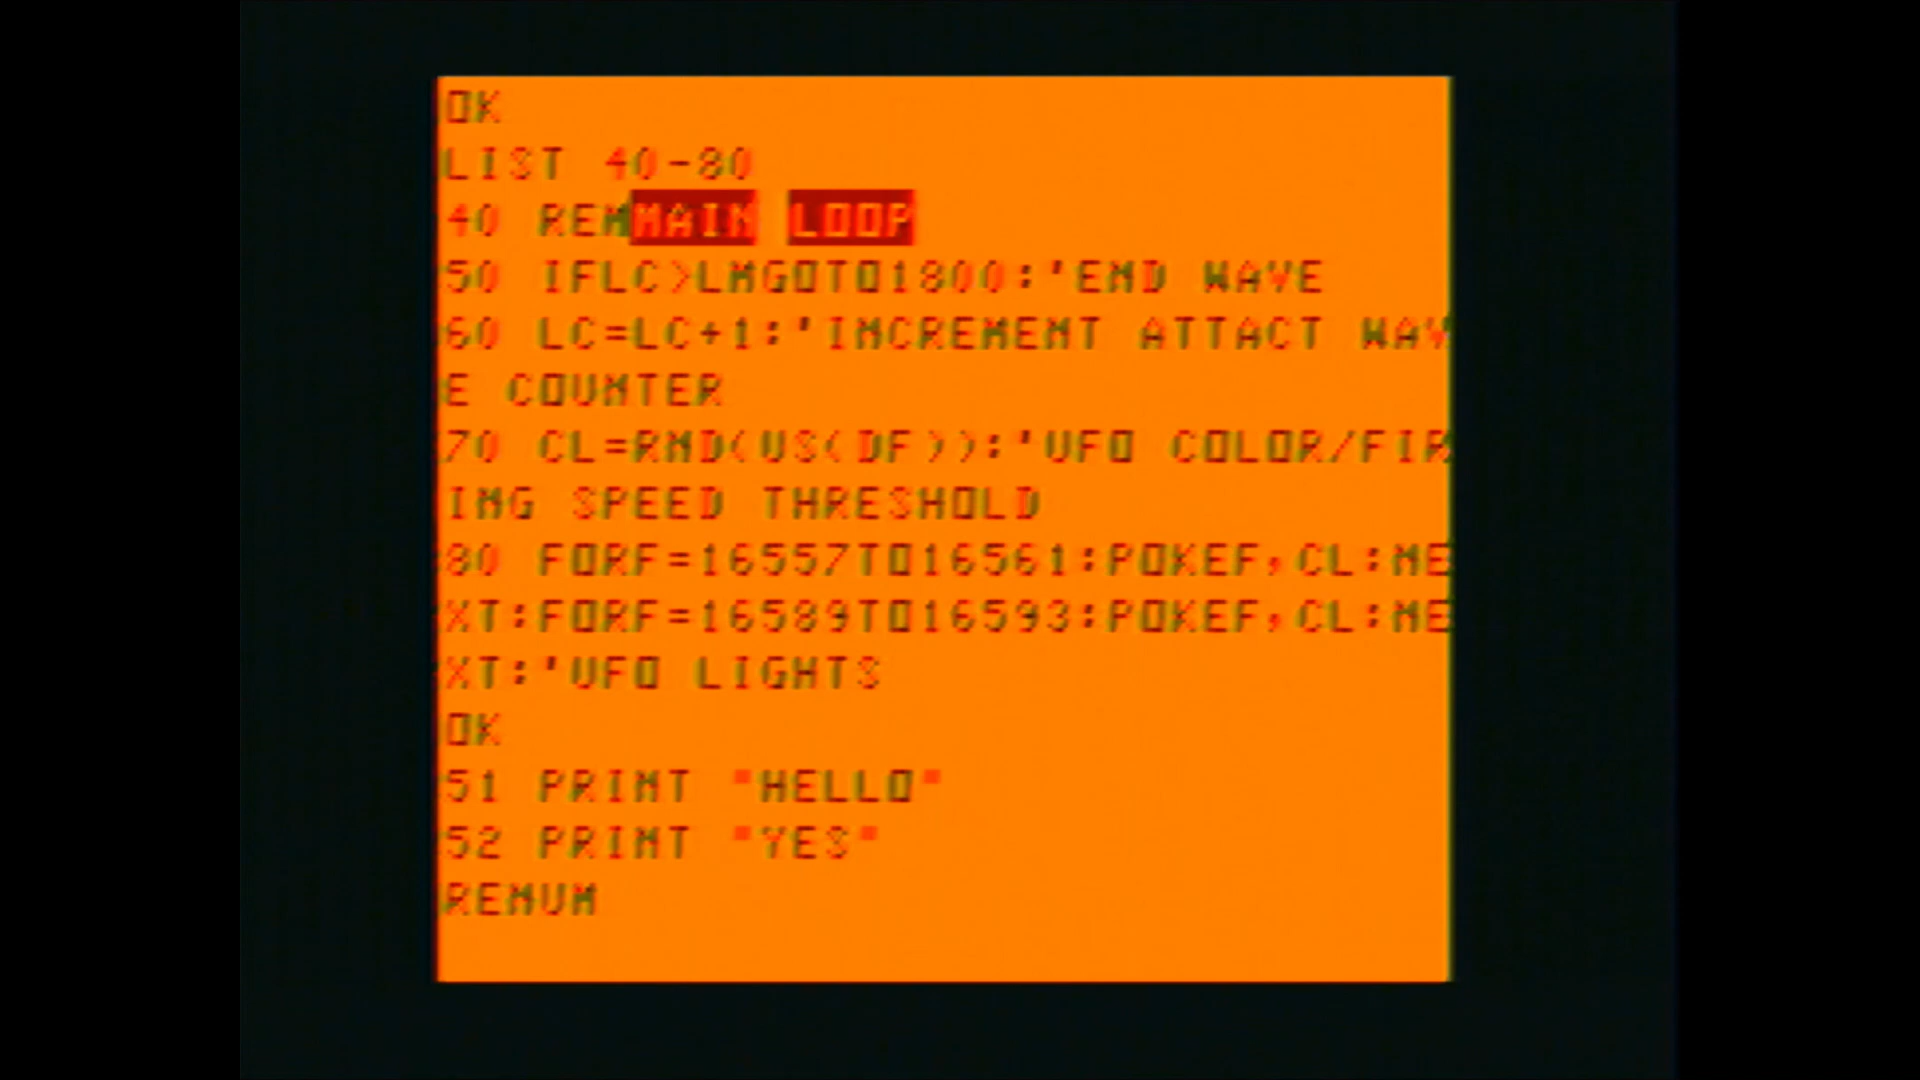 OK
LIST 40-80
40 REM MAIN LOOP
50 IFLC>LMGOTO1800:'END WAVE
60 LC=LC+1:'INCREMENT ATTACT WAV
E COUNTER
70 CL=RND(US(DF)):'UFO COLOR/FIR
ING SPEED THRESHOLD
80 FORF=16557TO16561:POKEF,CL:NE
XT:FORF=16589TO16593:POKEF,CL:NE
XT:'UFO LIGHTS
OK
51 PRINT "HELLO"
52 PRINT "YES"
RENUM